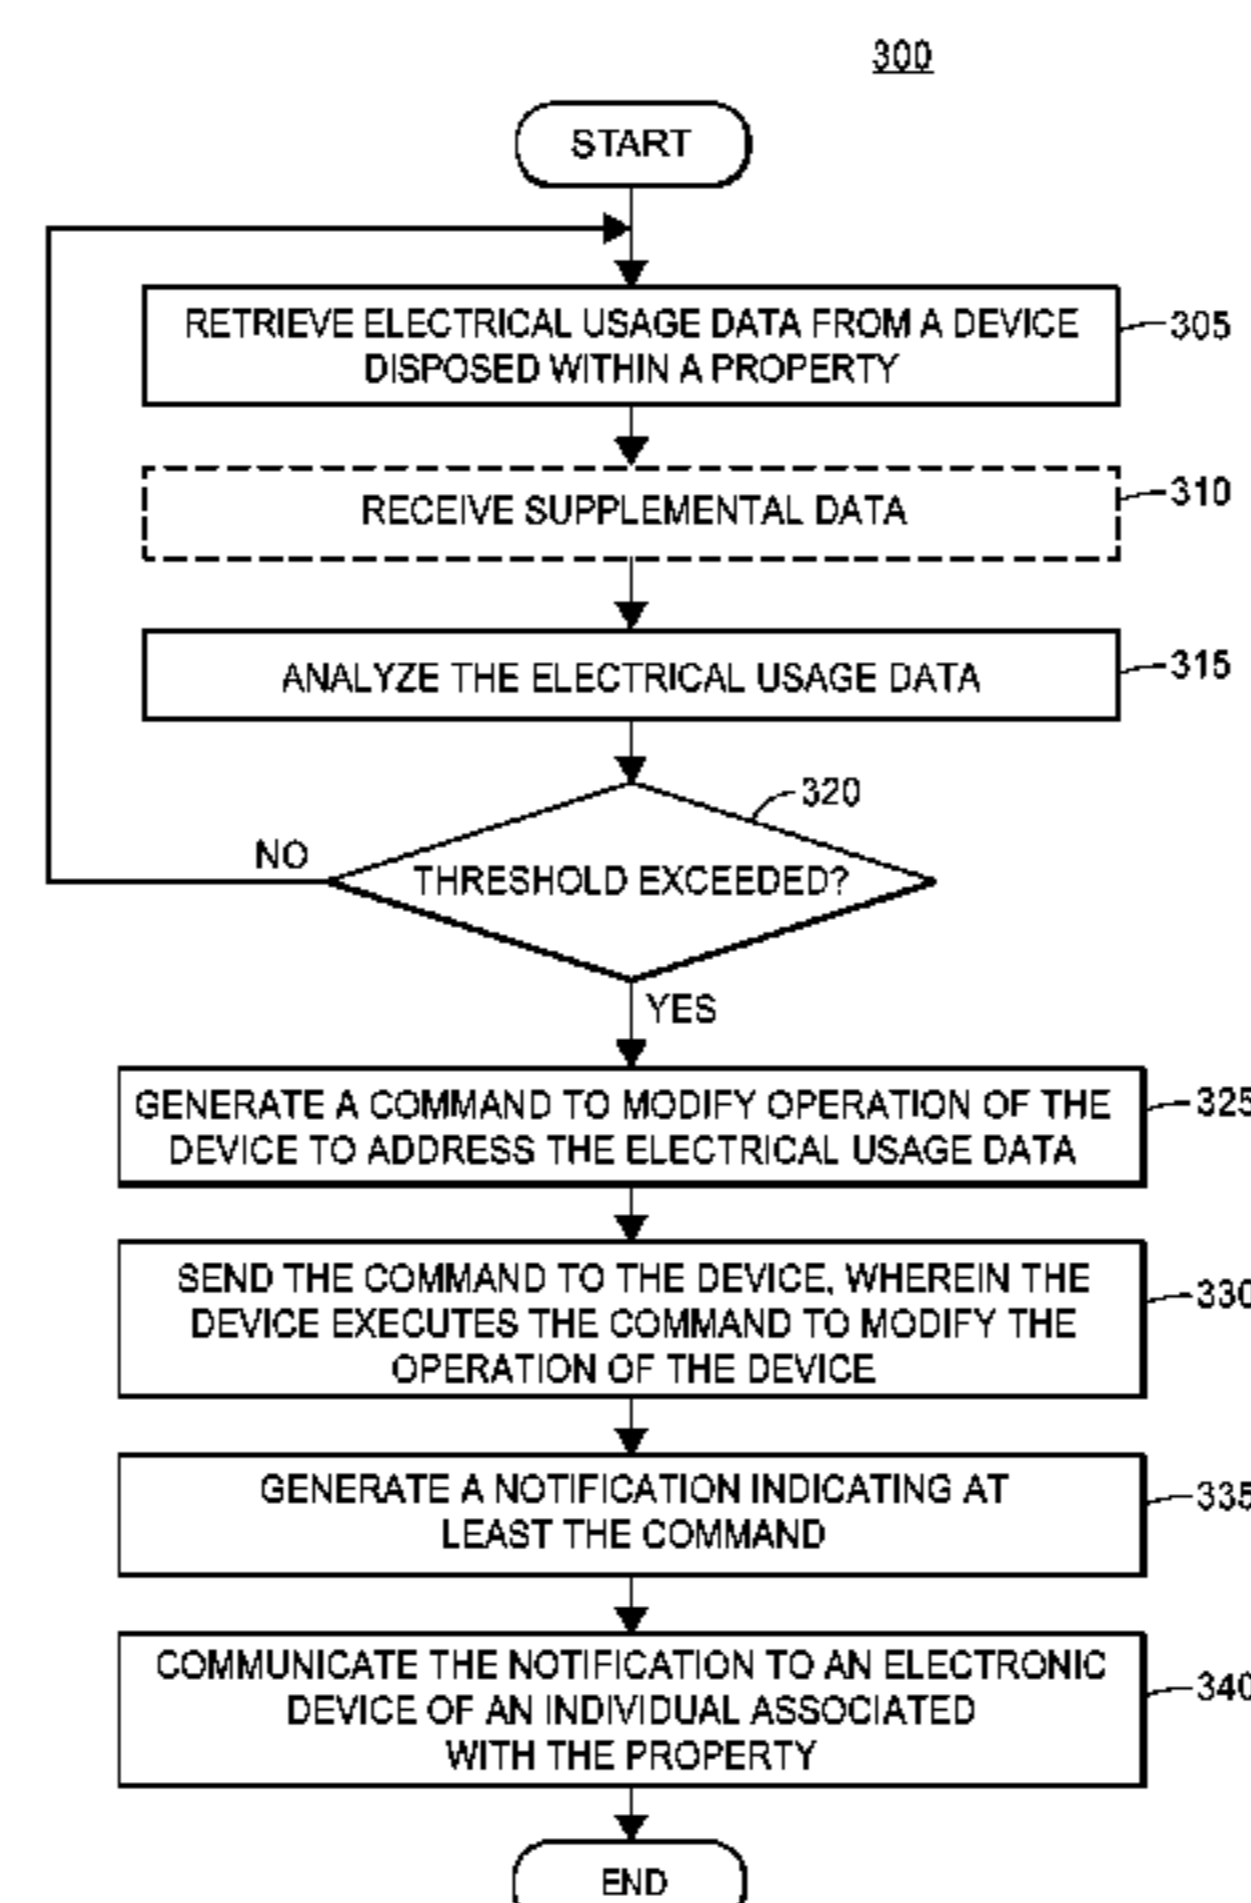 300
START
RETRIEVE ELECTRICAL USAGE DATA FROM A DEVICE
DISPOSED WITHIN A PROPERTY
305
RECEIVE SUPPLEMENTAL DATA
310
ANALYZE THE ELECTRICAL USAGE DATA
315
320
THRESHOLD EXCEEDED?
NO
YES
GENERATE A COMMAND TO MODIFY OPERATION OF THE
DEVICE TO ADDRESS THE ELECTRICAL USAGE DATA
325
SEND THE COMMAND TO THE DEVICE, WHEREIN THE
DEVICE EXECUTES THE COMMAND TO MODIFY THE
OPERATION OF THE DEVICE
330
GENERATE A NOTIFICATION INDICATING AT
LEAST THE COMMAND
335
COMMUNICATE THE NOTIFICATION TO AN ELECTRONIC
DEVICE OF AN INDIVIDUAL ASSOCIATED
WITH THE PROPERTY
340
END